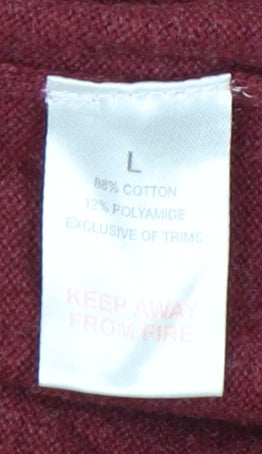 L
88% COTTON
12% POLYAMIDE
EXCLUSIVE OF TRIMS
KEEP AWAY
FROM FIRE